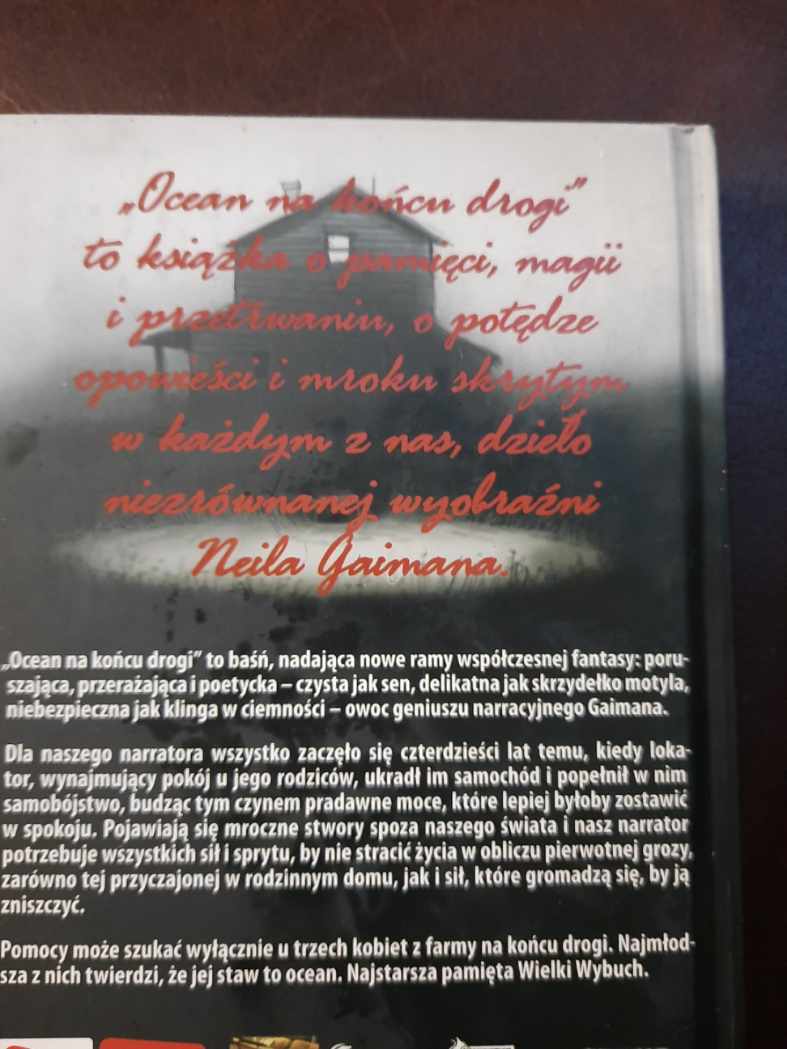 „Ocean na końcu drogi”
to książka o pamięci, magii
i przetrwaniu, o potędze
opowieści i mroku skrytym
w każdym z nas, dzieło
niezrównanej wyobraźni
Neila Gaimana.
„Ocean na końcu drogi” to baśń, nadająca nowe ramy współczesnej fantasy: poru-
szająca, przerażająca i poetycka – czysta jak sen, delikatna jak skrzydełko motyla,
niebezpieczna jak klinga w ciemności – owoc geniuszu narracyjnego Gaimana.
Dla naszego narratora wszystko zaczęło się czterdzieści lat temu, kiedy loka-
tor, wynajmujący pokój u jego rodziców, ukradł im samochód i popełnił w nim
samobójstwo, budząc tym czynem pradawne moce, które lepiej byłoby zostawić
w spokoju. Pojawiają się mroczne stwory spoza naszego świata i nasz narrator
potrzebuje wszystkich sił i sprytu, by nie stracić życia w obliczu pierwotnej grozy,
zarówno tej przyczajonej w rodzinnym domu, jak i sił, które gromadzą się, by ją
zniszczyć.
Pomocy może szukać wyłącznie u trzech kobiet z farmy na końcu drogi. Najmłod-
sza z nich twierdzi, że jej staw to ocean. Najstarsza pamięta Wielki Wybuch.